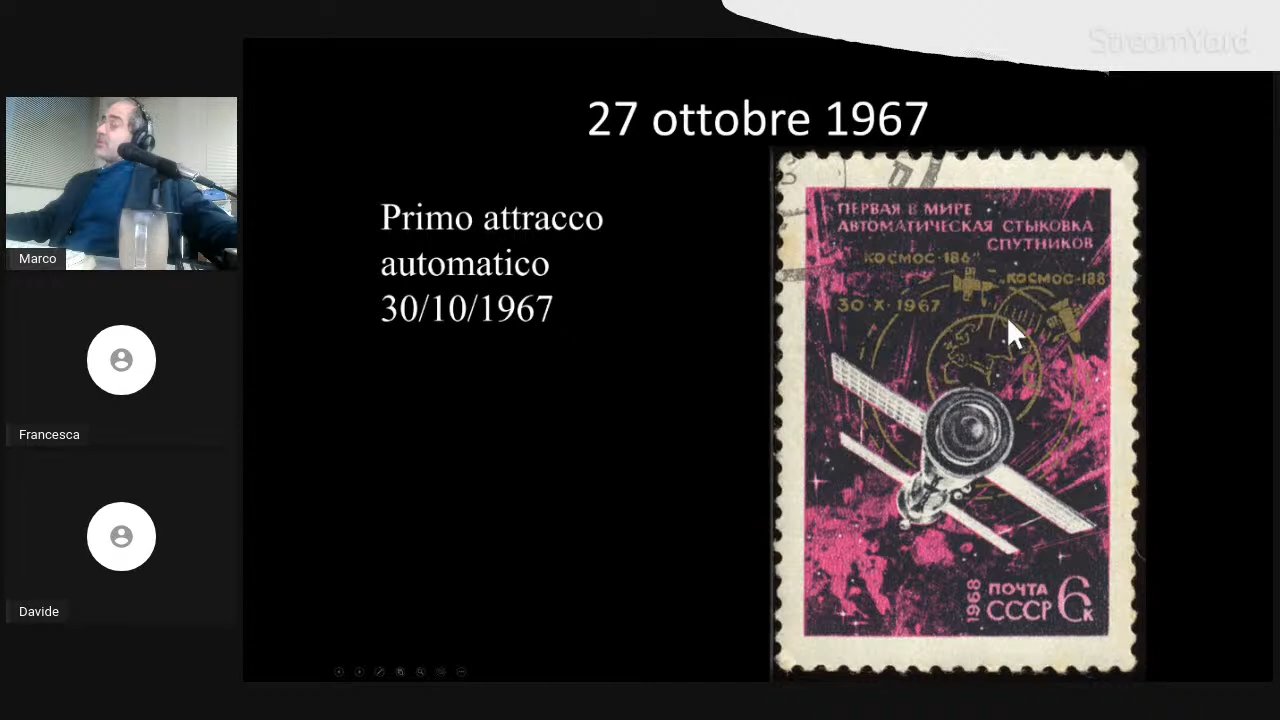 StreamYard
27 ottobre 1967
Primo attracco
automatico
30/10/1967
ПЕРВАЯ В МИРЕ
АВТОМАТИЧЕСКАЯ СТЫКОВКА
СПУТНИКОВ
КОСМОС·186
КОСМОС·188
30·X·1967
1968
ПОЧТА
СССР 6к
Marco
Francesca
Davide